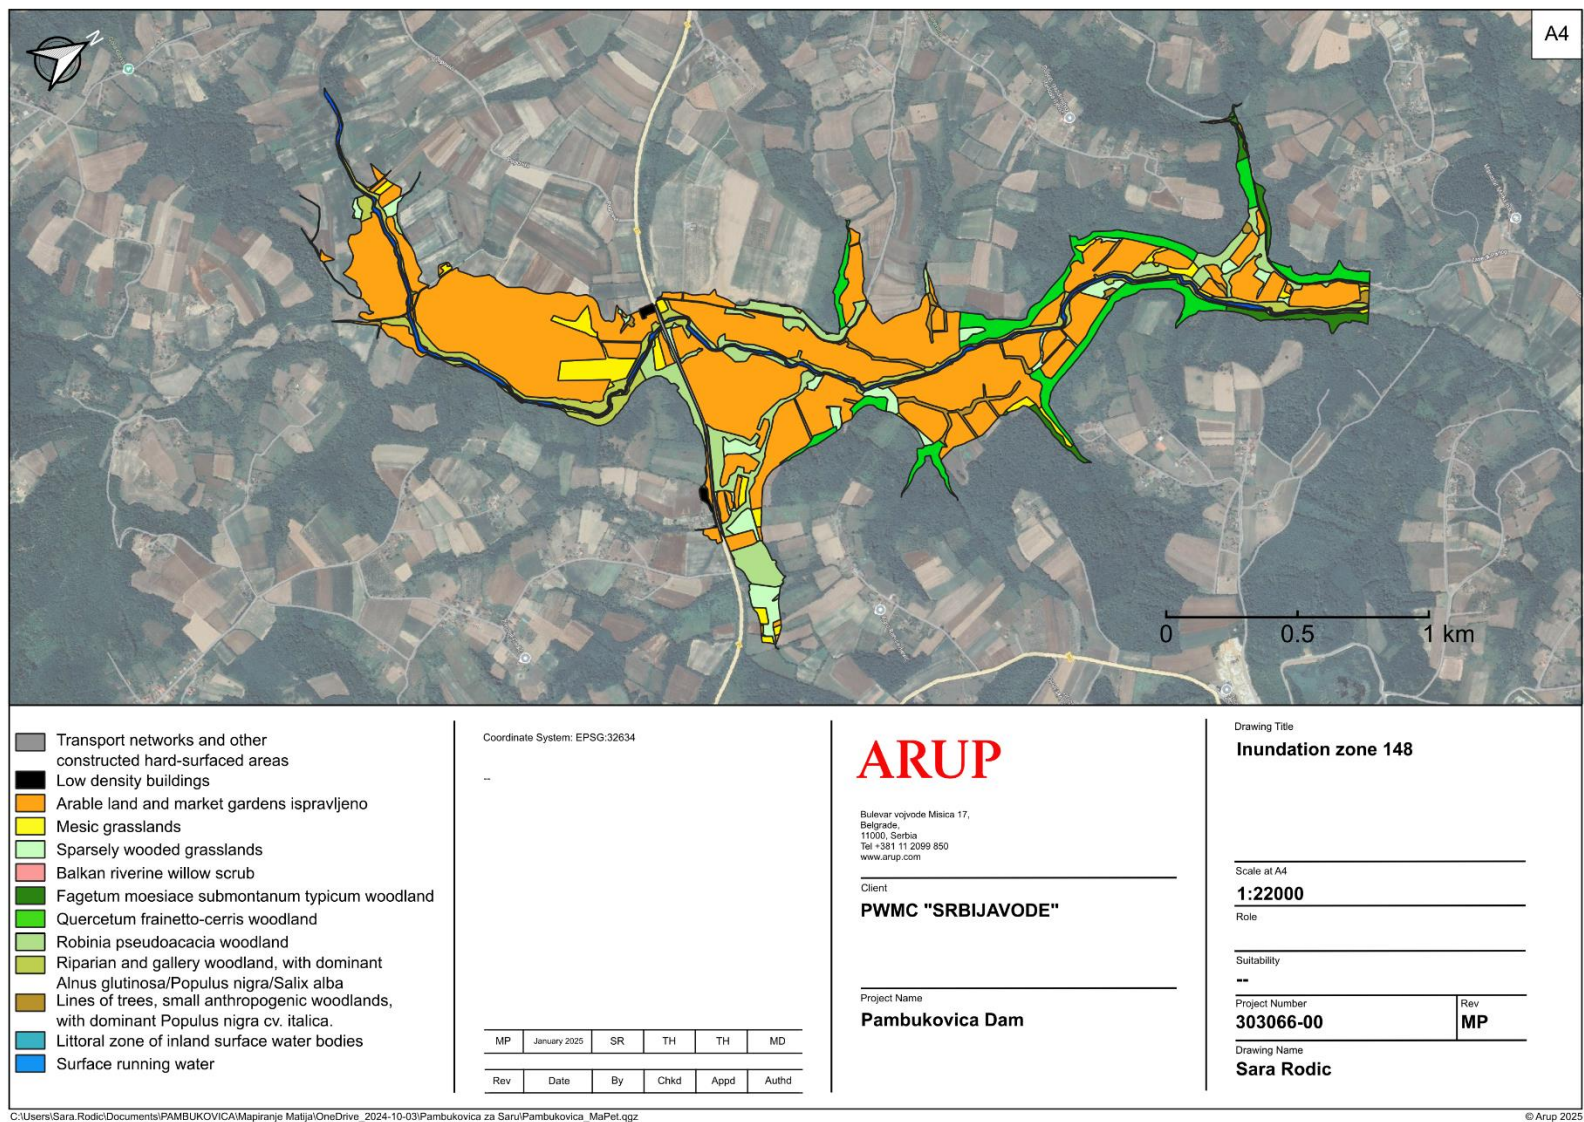 A4
N
0
0.5
1 km
Transport networks and other
constructed hard-surfaced areas
Low density buildings
Arable land and market gardens ispravljeno
Mesic grasslands
Sparsely wooded grasslands
Balkan riverine willow scrub
Fagetum moesiace submontanum typicum woodland
Quercetum frainetto-cerris woodland
Robinia pseudoacacia woodland
Riparian and gallery woodland, with dominant
Alnus glutinosa/Populus nigra/Salix alba
Lines of trees, small anthropogenic woodlands,
with dominant Populus nigra cv. italica.
Littoral zone of inland surface water bodies
Surface running water
Coordinate System: EPSG:32634
--
MP January 2025 SR TH TH MD
Rev Date By Chkd Appd Authd
ARUP
Bulevar vojvode Misica 17,
Belgrade,
11000, Serbia
Tel +381 11 2099 850
www.arup.com
Client
PWMC "SRBIJAVODE"
Project Name
Pambukovica Dam
Drawing Title
Inundation zone 148
Scale at A4
1:22000
Role
Suitability
--
Project Number
303066-00
Rev
MP
Drawing Name
Sara Rodic
C:\Users\Sara.Rodic\Documents\PAMBUKOVICA\Mapiranje Matija\OneDrive_2024-10-03\Pambukovica za Saru\Pambukovica_MaPet.qgz
© Arup 2025